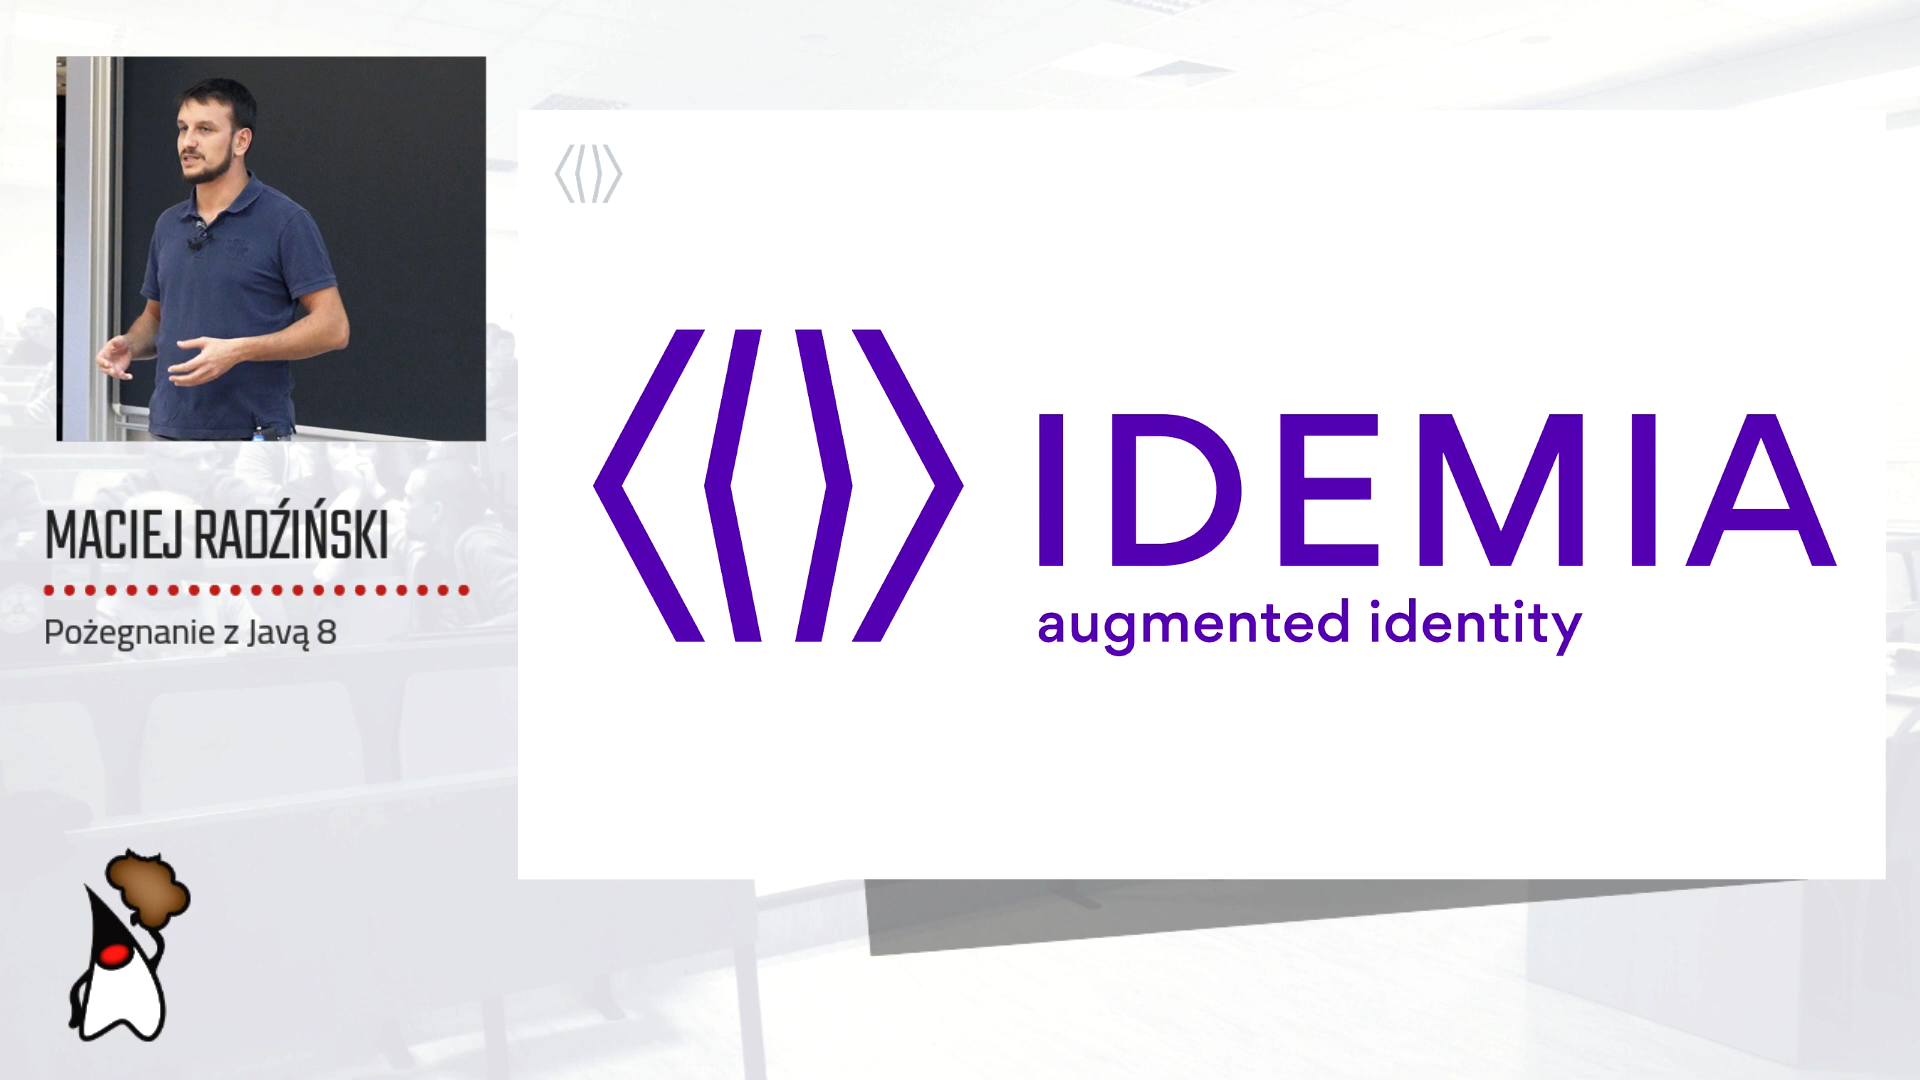 MACIEJ RADŹIŃSKI
Pożegnanie z Javą 8
IDEMIA
augmented identity